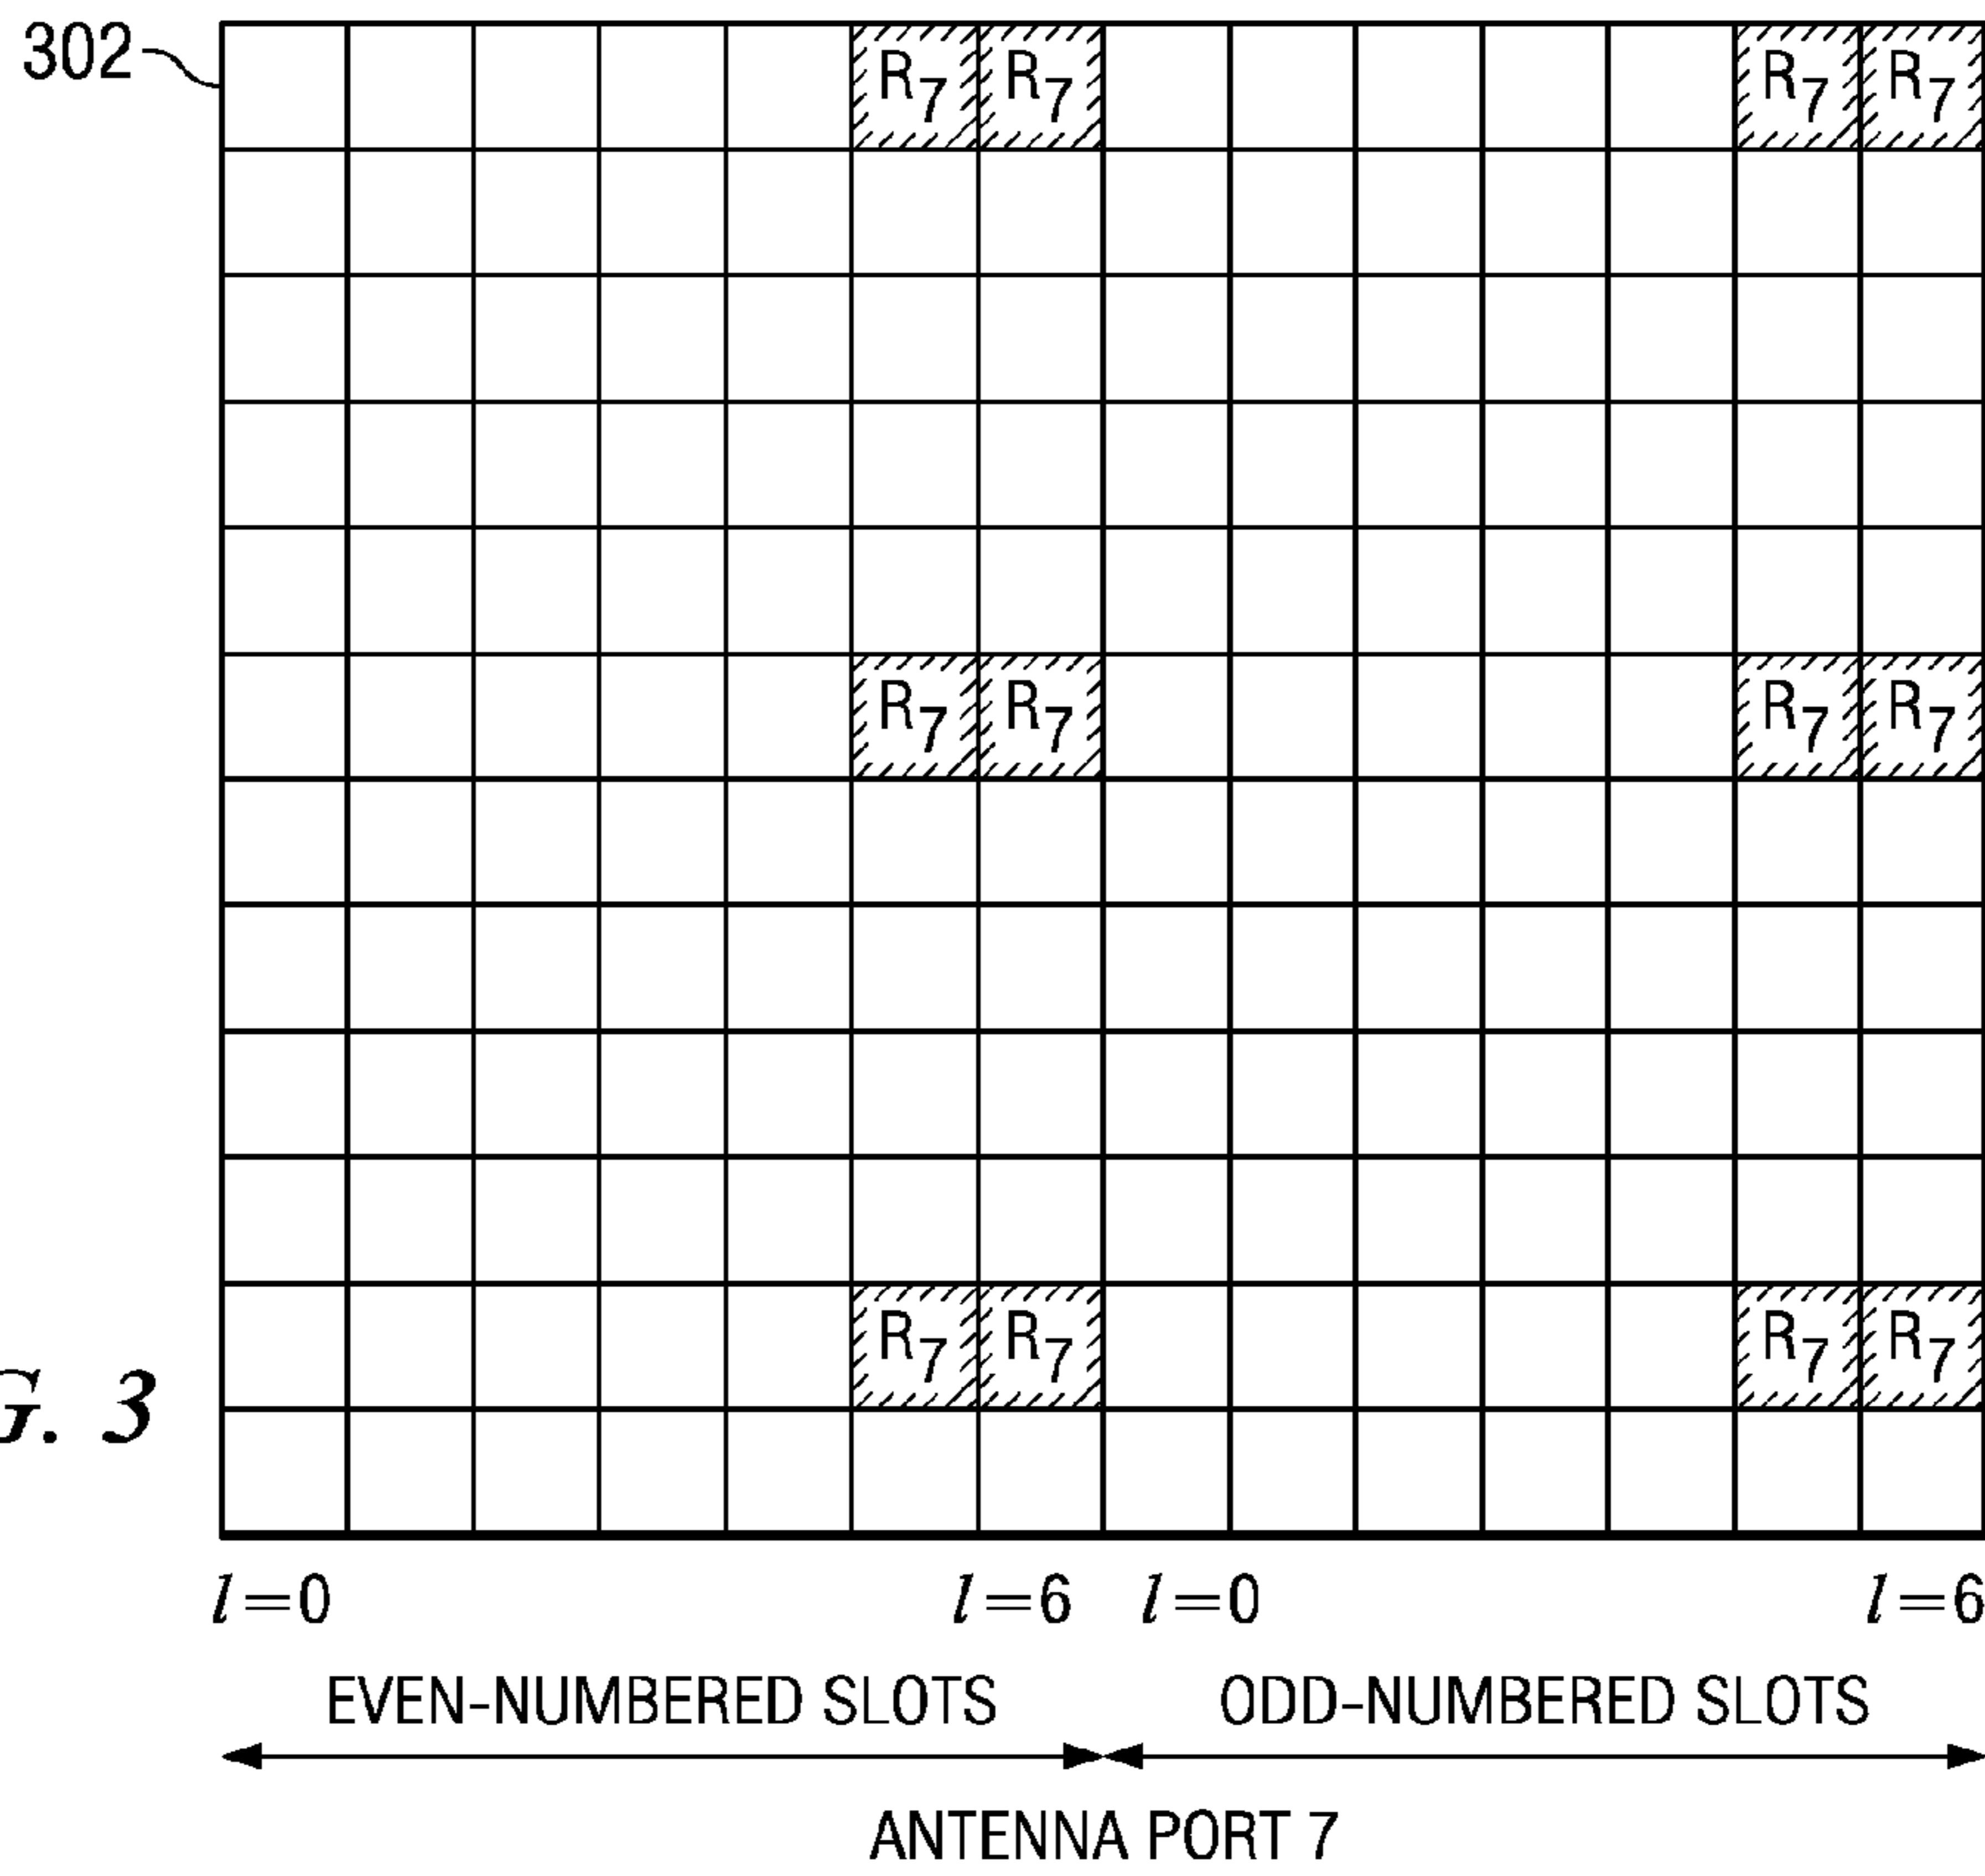 302
R7 R7 R7 R7
R7 R7 R7 R7
R7 R7 R7 R7
G. 3
l=0 l=6 l=0 l=6
EVEN-NUMBERED SLOTS ODD-NUMBERED SLOTS
ANTENNA PORT 7